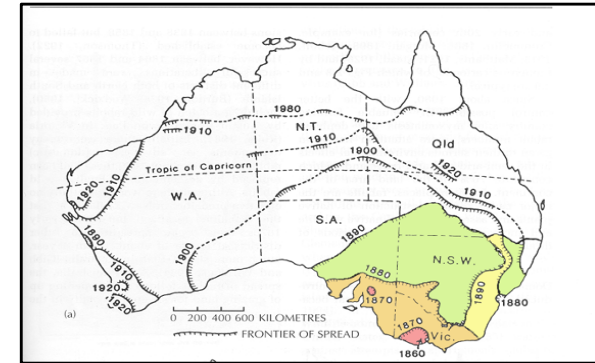 1980
1910
N.T.
1910
Qld
1900
1920
Tropic of Capricorn
1920
1910
W.A.
1910
S.A.
1890
1890
N.S.W.
1900
1880
1910
1890
1880
1920
1870
(a)
0 200 400 600 KILOMETRES
1870
Vic.
1920
FRONTIER OF SPREAD
1860